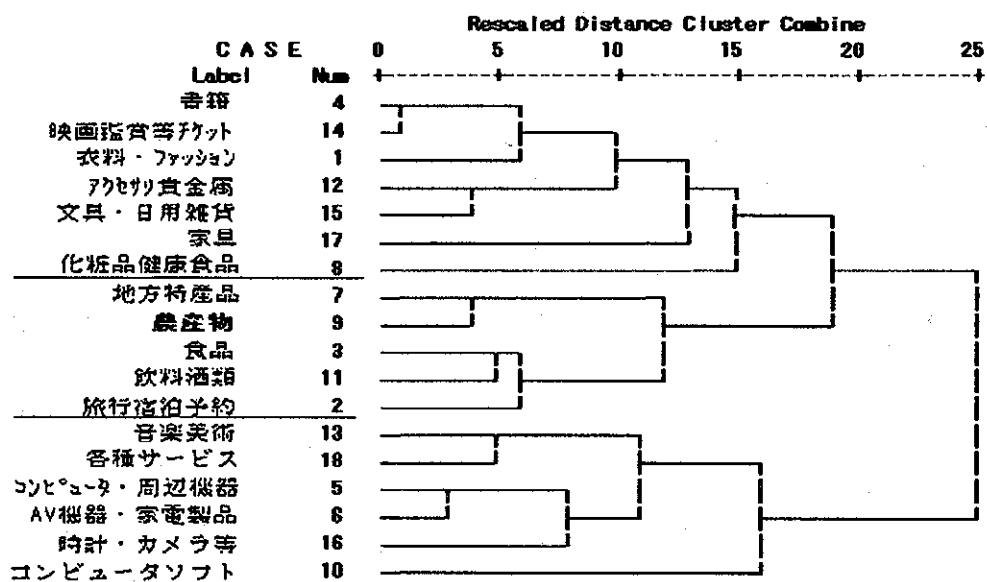 Rescaled Distance Cluster Combine
C A S E 0 5 10 15 20 25
Label Num
書籍 4
映画鑑賞等チケット 14
衣料・ファッション 1
アクセサリ貴金属 12
文具・日用雑貨 15
家具 17
化粧品健康食品 8
地方特産品 7
農産物 9
食品 3
飲料酒類 11
旅行宿泊予約 2
音楽美術 13
各種サービス 18
コンピュータ・周辺機器 5
AV機器・家電製品 6
時計・カメラ等 16
コンピュータソフト 10